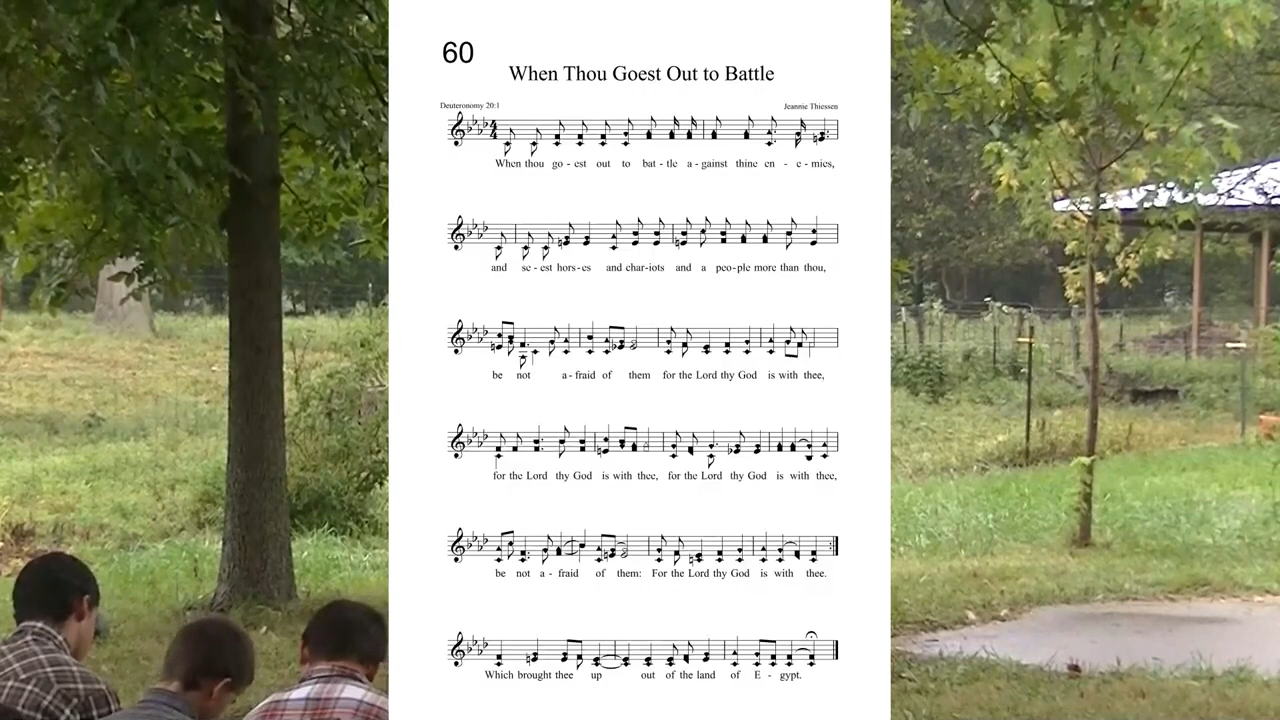 60
When Thou Goest Out to Battle
Deuteronomy 20:1
Jeannie Thiessen
When thou go - est out to bat - tle a - gainst thine en - e - mies,
and se - est hors - es and char - iots and a peo - ple more than thou,
be not a - fraid of them for the Lord thy God is with thee,
for the Lord thy God is with thee, for the Lord thy God is with thee,
be not a - fraid of them: For the Lord thy God is with thee.
Which brought thee up out of the land of E - gypt.